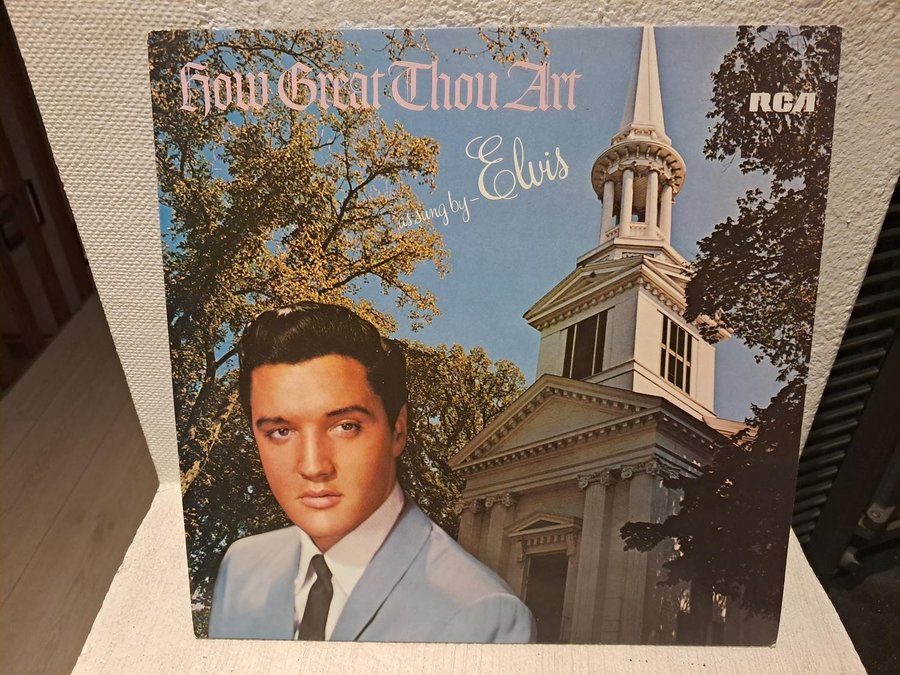 How Great Thou Art
RCA
as sung by - Elvis